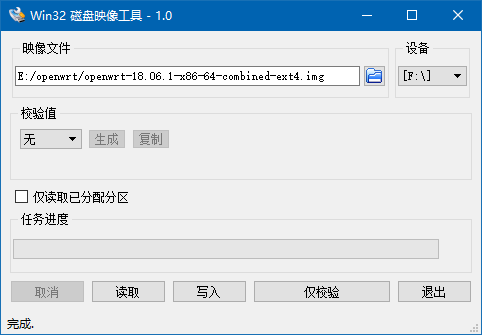 Win32 磁盘映像工具 - 1.0
映像文件
设备
E:/openwrt/openwrt-18.06.1-x86-64-combined-ext4.img
[F:\]
校验值
无
生成
复制
仅读取已分配分区
任务进度
取消
读取
写入
仅校验
退出
完成.